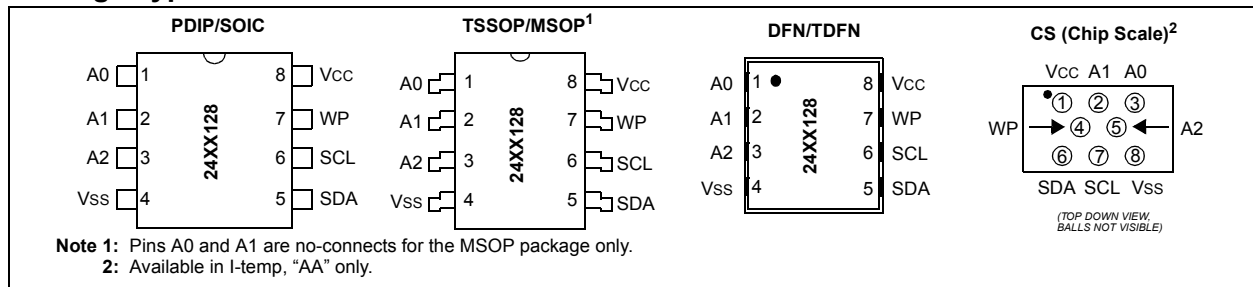 PDIP/SOIC
A0 1 8 VCC
A1 2 7 WP
A2 3 6 SCL
VSS 4 5 SDA
24XX128
TSSOP/MSOP1
A0 1 8 VCC
A1 2 7 WP
A2 3 6 SCL
VSS 4 5 SDA
24XX128
DFN/TDFN
A0 1 8 VCC
A1 2 7 WP
A2 3 6 SCL
VSS 4 5 SDA
24XX128
CS (Chip Scale)2
VCC A1 A0
1 2 3
WP 4 5 A2
6 7 8
SDA SCL VSS
(TOP DOWN VIEW,
BALLS NOT VISIBLE)
Note 1: Pins A0 and A1 are no-connects for the MSOP package only.
2: Available in I-temp, “AA” only.